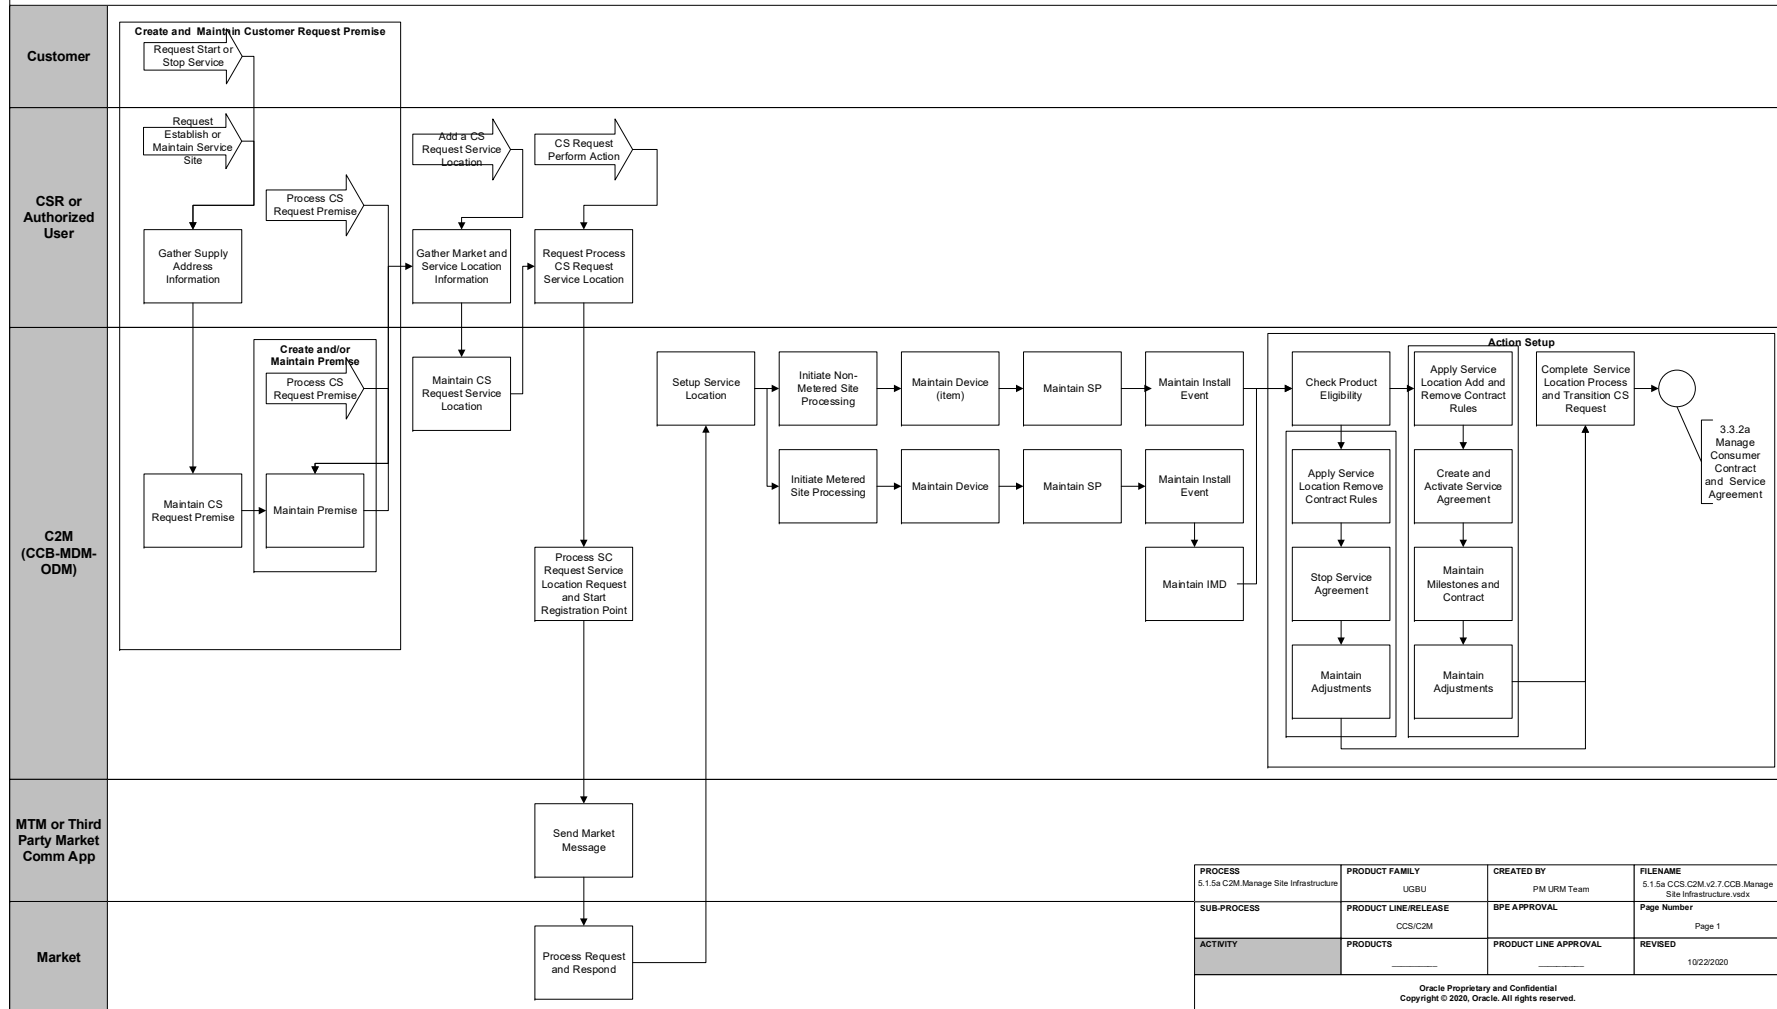 Customer
Create and Maintain Customer Request Premise
Request Start or
Stop Service
CSR or
Authorized
User
Request
Establish or
Maintain Service
Site
Process CS
Request Premise
Add a CS
Request Service
Location
CS Request
Perform Action
Gather Supply
Address
Information
Gather Market and
Service Location
Information
Request Process
CS Request
Service Location
C2M
(CCB-MDM-
ODM)
Create and/or
Maintain Premise
Process CS
Request Premise
Maintain CS
Request Premise
Maintain Premise
Maintain CS
Request Service
Location
Process SC
Request Service
Location Request
and Start
Registration Point
Setup Service
Location
Initiate Non-
Metered Site
Processing
Maintain Device
(item)
Maintain SP
Maintain Install
Event
Initiate Metered
Site Processing
Maintain Device
Maintain SP
Maintain Install
Event
Maintain IMD
Action Setup
Check Product
Eligibility
Apply Service
Location Remove
Contract Rules
Stop Service
Agreement
Maintain
Adjustments
Apply Service
Location Add and
Remove Contract
Rules
Create and
Activate Service
Agreement
Maintain
Milestones and
Contract
Maintain
Adjustments
Complete Service
Location Process
and Transition CS
Request
3.3.2a
Manage
Consumer
Contract
and Service
Agreement
MTM or Third
Party Market
Comm App
Send Market
Message
Market
Process Request
and Respond
PROCESS
5.1.5a C2M.Manage Site Infrastructure
PRODUCT FAMILY
UGBU
CREATED BY
PM URM Team
FILENAME
5.1.5a CCS.C2M.v2.7.CCB.Manage
Site Infrastructure.vsdx
SUB-PROCESS
PRODUCT LINE/RELEASE
CCS/C2M
BPE APPROVAL
Page Number
Page 1
ACTIVITY
PRODUCTS
__________
PRODUCT LINE APPROVAL
__________
REVISED
10/22/2020
Oracle Proprietary and Confidential
Copyright © 2020, Oracle. All rights reserved.